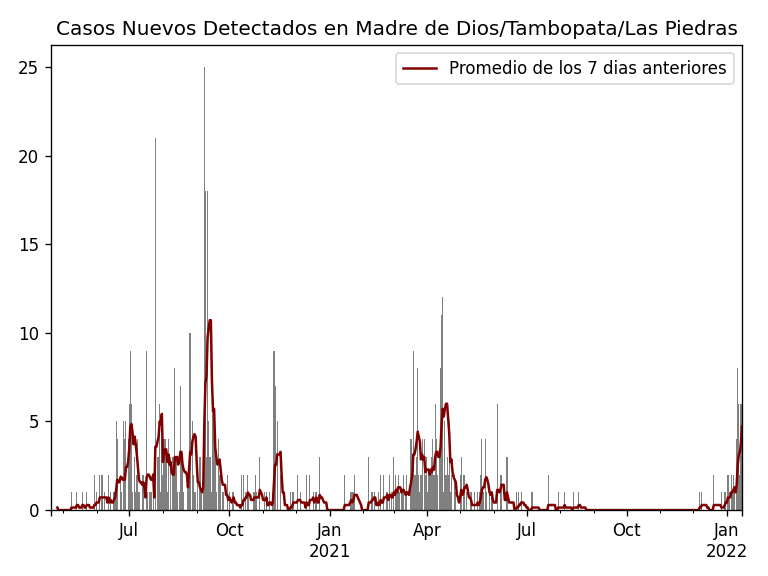 Casos Nuevos Detectados en Madre de Dios/Tambopata/Las Piedras
Promedio de los 7 dias anteriores
25
20
15
10
5
0
Jul Oct Jan Apr Jul Oct Jan
2021 2022